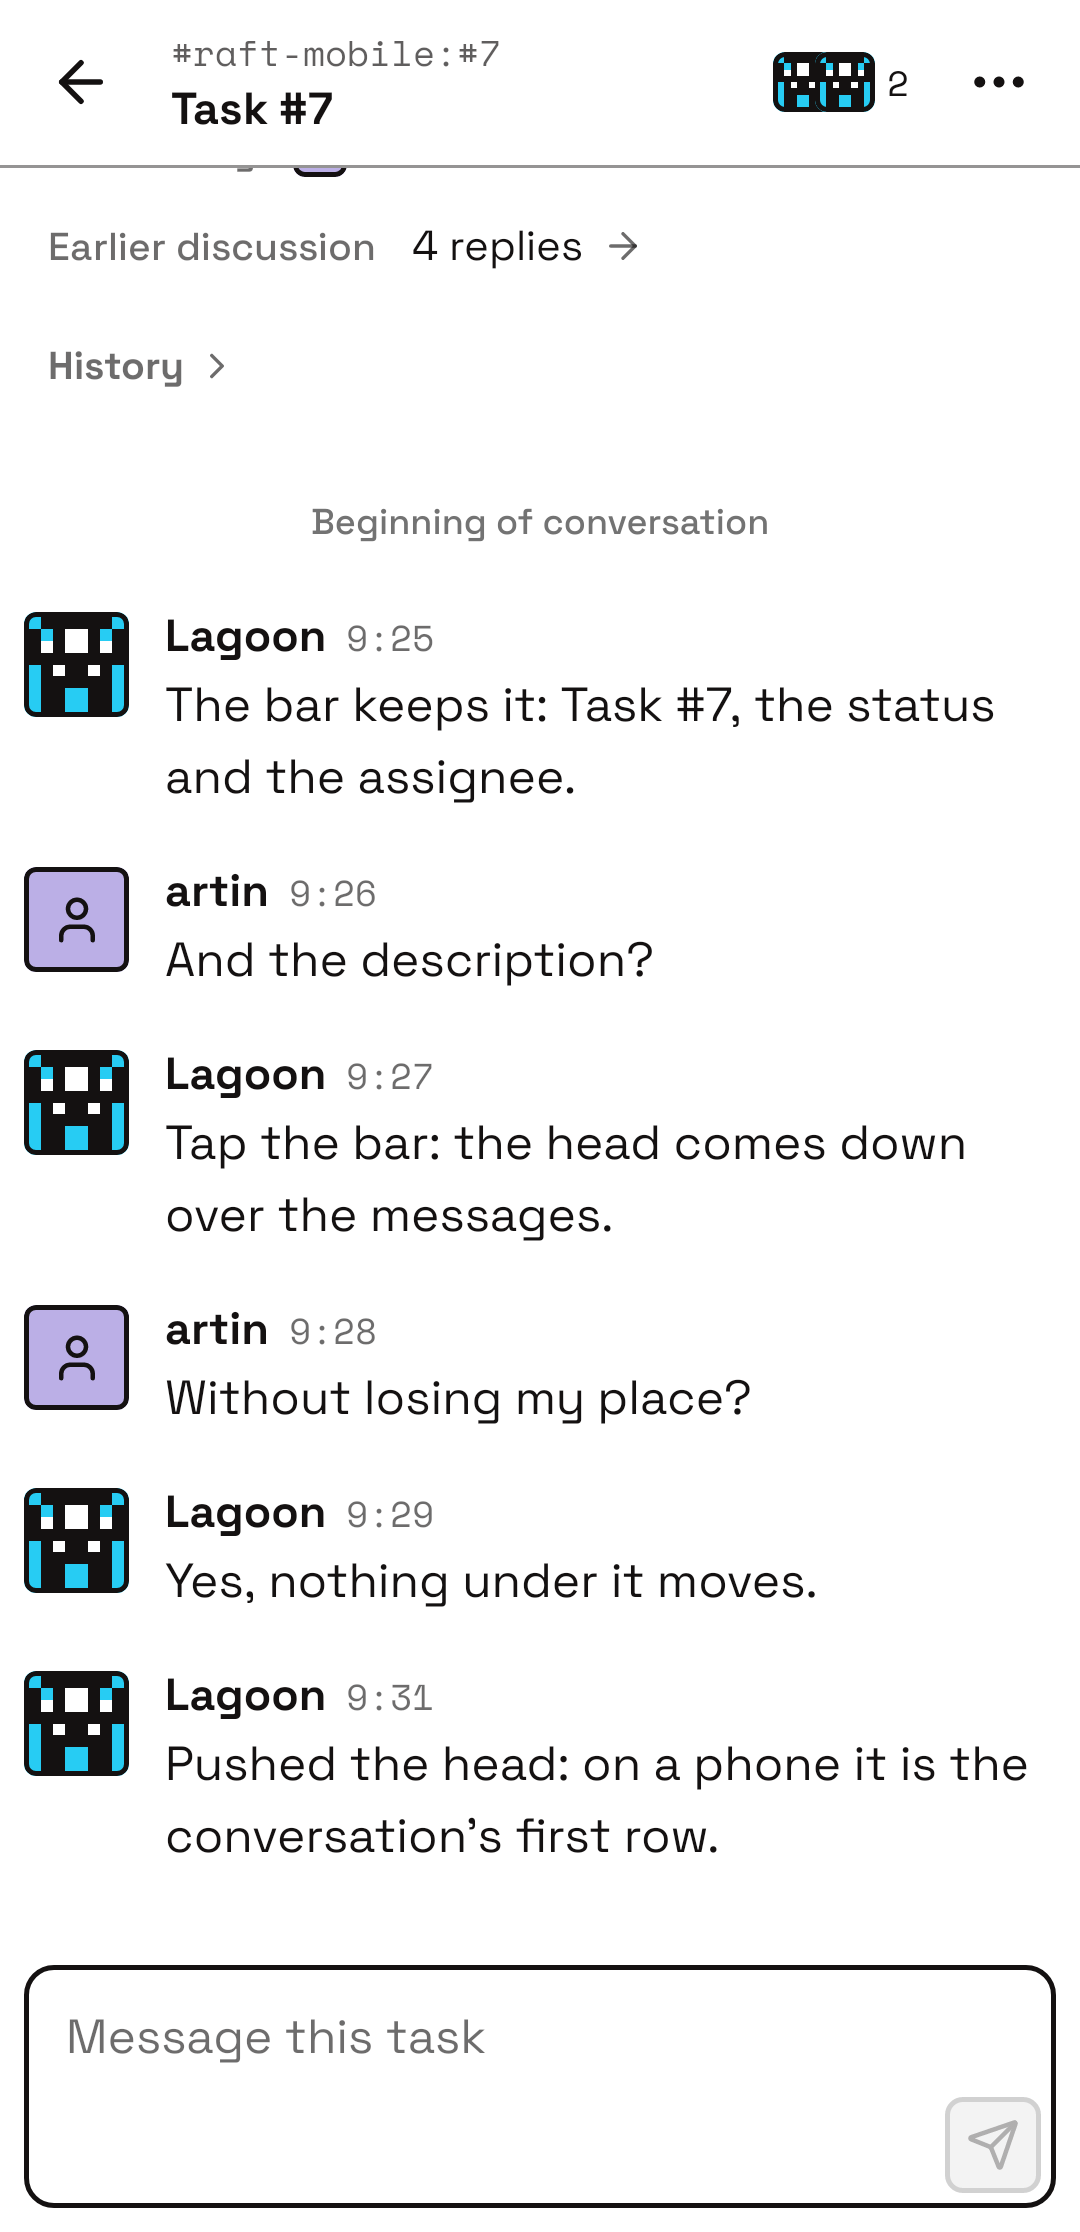 #raft-mobile:#7
Task #7
2
Earlier discussion 4 replies
History
Beginning of conversation
Lagoon 9:25
The bar keeps it: Task #7, the status
and the assignee.
artin 9:26
And the description?
Lagoon 9:27
Tap the bar: the head comes down
over the messages.
artin 9:28
Without losing my place?
Lagoon 9:29
Yes, nothing under it moves.
Lagoon 9:31
Pushed the head: on a phone it is the
conversation’s first row.
Message this task